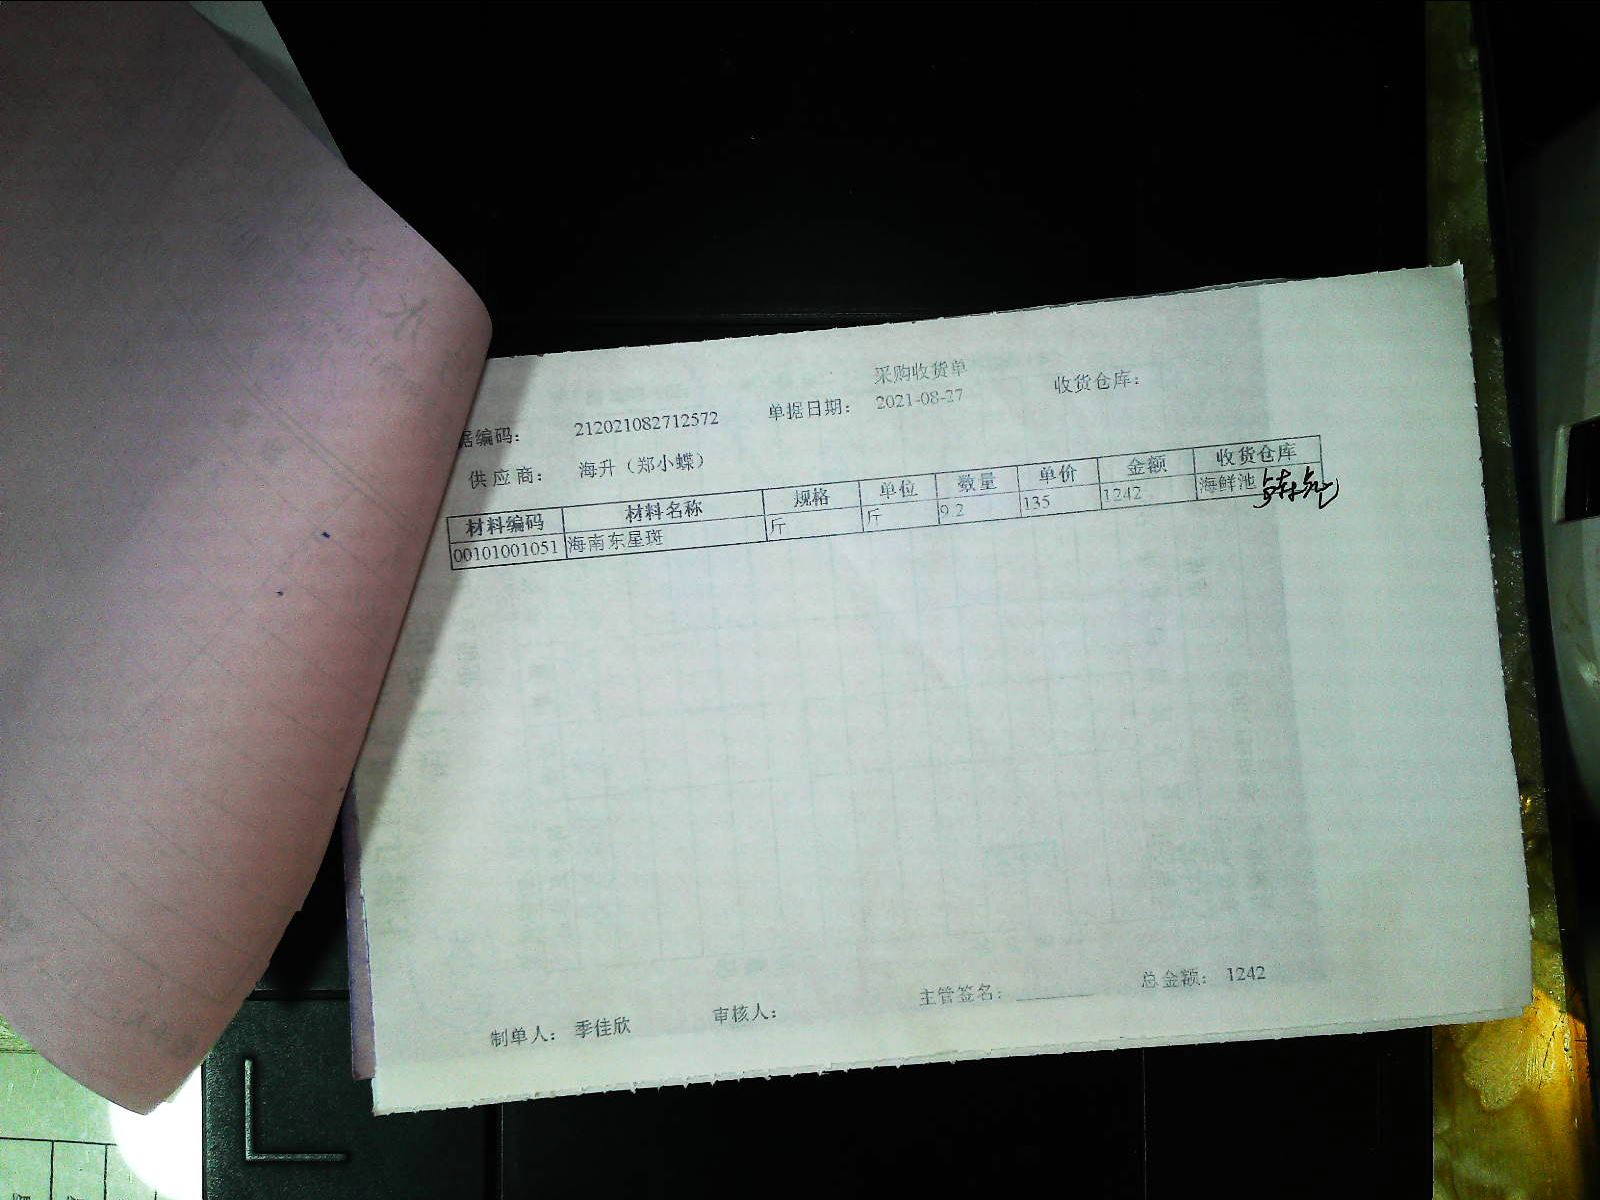 采购收货单
据编码： 212021082712572 单据日期： 2021-08-27 收货仓库：
供应商： 海升（郑小蝶）
材料编码 材料名称 规格 单位 数量 单价 金额 收货仓库
00101001051 海南东星斑 斤 斤 9.2 135 1242 海鲜池
制单人： 季佳欣 审核人： 主管签名： 总金额： 1242